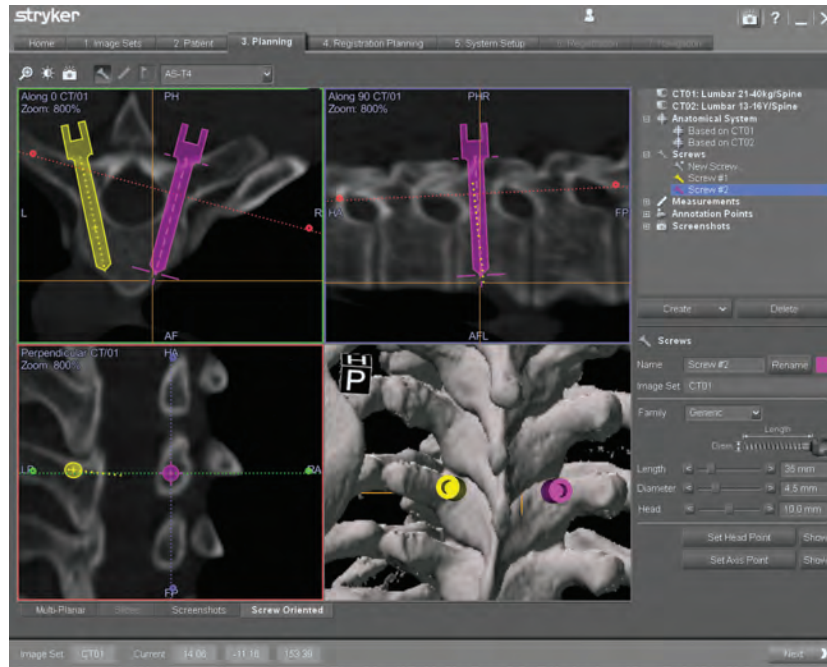 stryker
?
Home 1. Image Sets 2. Patient 3. Planning 4. Registration Planning 5. System Setup 6. Registration 7. Navigation
AS-T4
Along 0 CT/01
Zoom: 800%
PH
L
R
AF
Along 90 CT/01
Zoom: 800%
PHR
HA
FP
AFL
Perpendicular CT/01
Zoom: 800%
HA
LP
RA
FP
H
P
CT01: Lumbar 21-40kg/Spine
CT02: Lumbar 13-16Y/Spine
Anatomical System
Based on CT01
Based on CT02
Screws
New Screw...
Screw #1
Screw #2
Measurements
Annotation Points
Screenshots
Create Delete
Screws
Name Screw #2 Rename
Image Set CT01
Family Generic
Length
Diam.
Length 35 mm
Diameter 4.5 mm
Head 10.0 mm
Set Head Point Show
Set Axis Point Show
Multi-Planar Screenshots Screw Oriented
Image Set CT01 Current 14.06 -11.16 153.39 Next